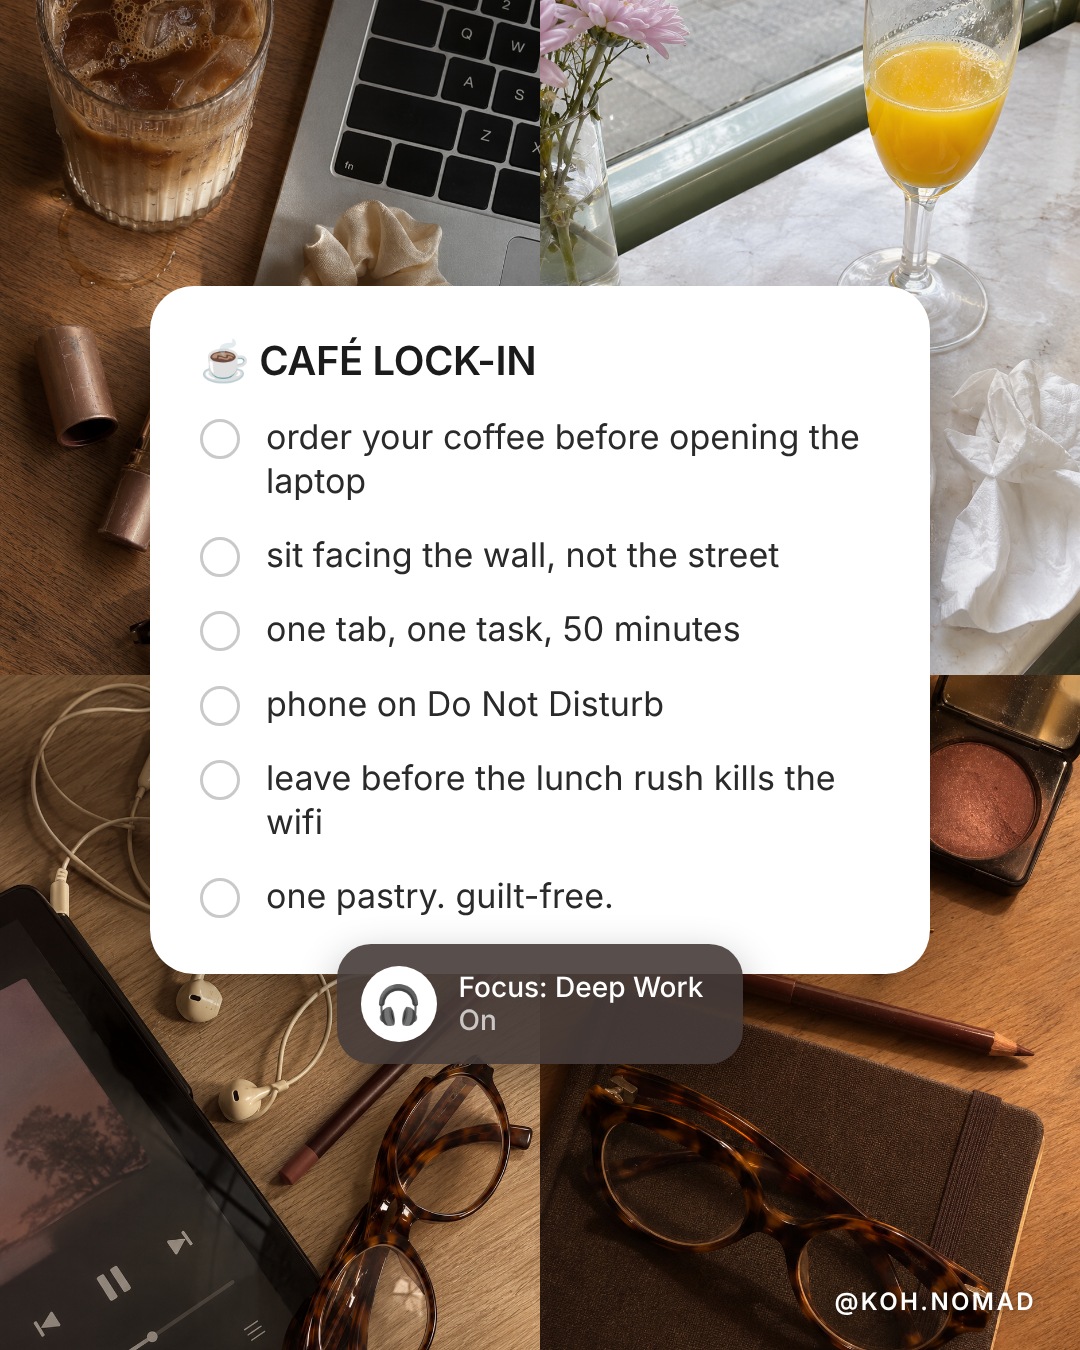 2
Q W
A S
Z X
fn
☕ CAFÉ LOCK-IN
order your coffee before opening the
laptop
sit facing the wall, not the street
one tab, one task, 50 minutes
phone on Do Not Disturb
leave before the lunch rush kills the
wifi
one pastry. guilt-free.
Focus: Deep Work
On
@KOH.NOMAD